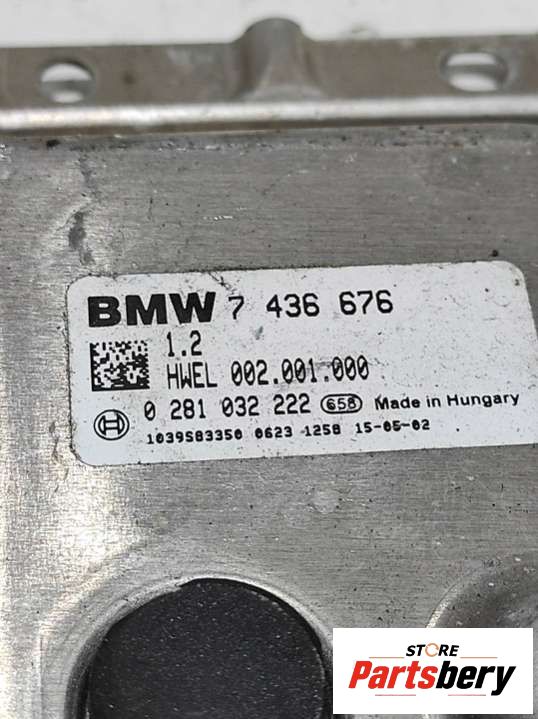 BMW 7 436 676
1.2
HWEL 002.001.000
0 281 032 222 658 Made in Hungary
1039S83350 0623 1258 15-05-02
STORE
Partsbery